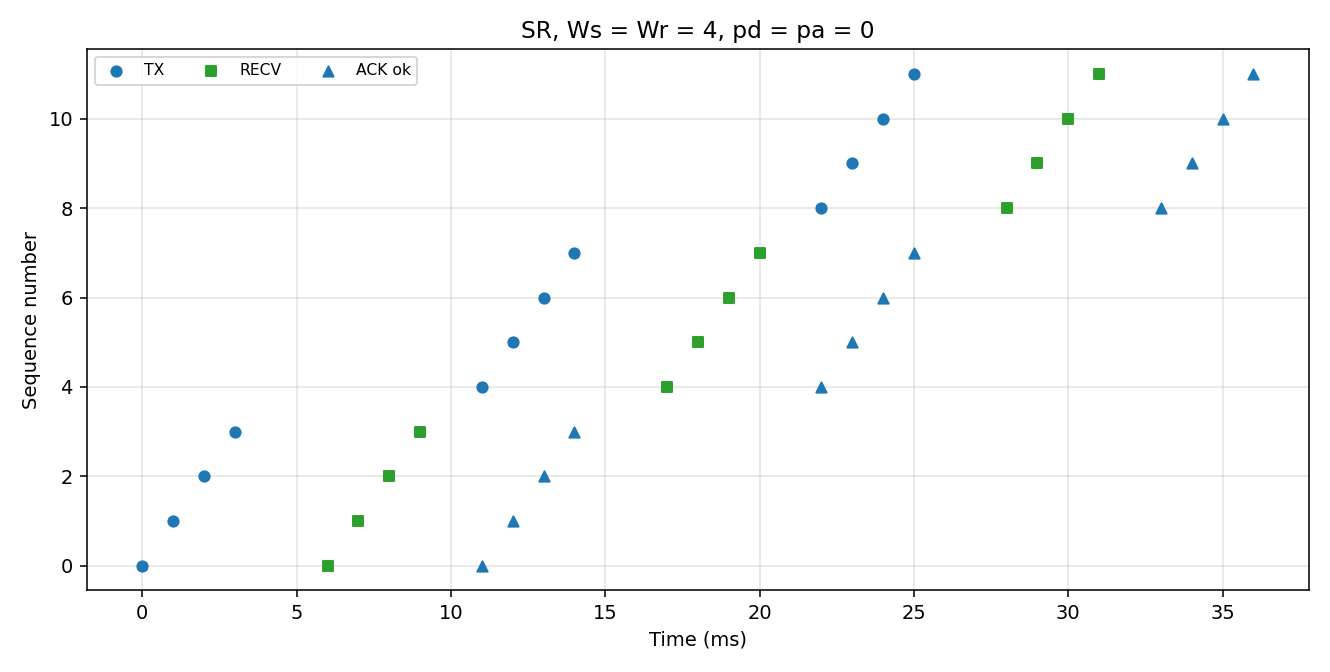 SR, Ws = Wr = 4, pd = pa = 0
TX RECV ACK ok
Sequence number
10
8
6
4
2
0
0 5 10 15 20 25 30 35
Time (ms)